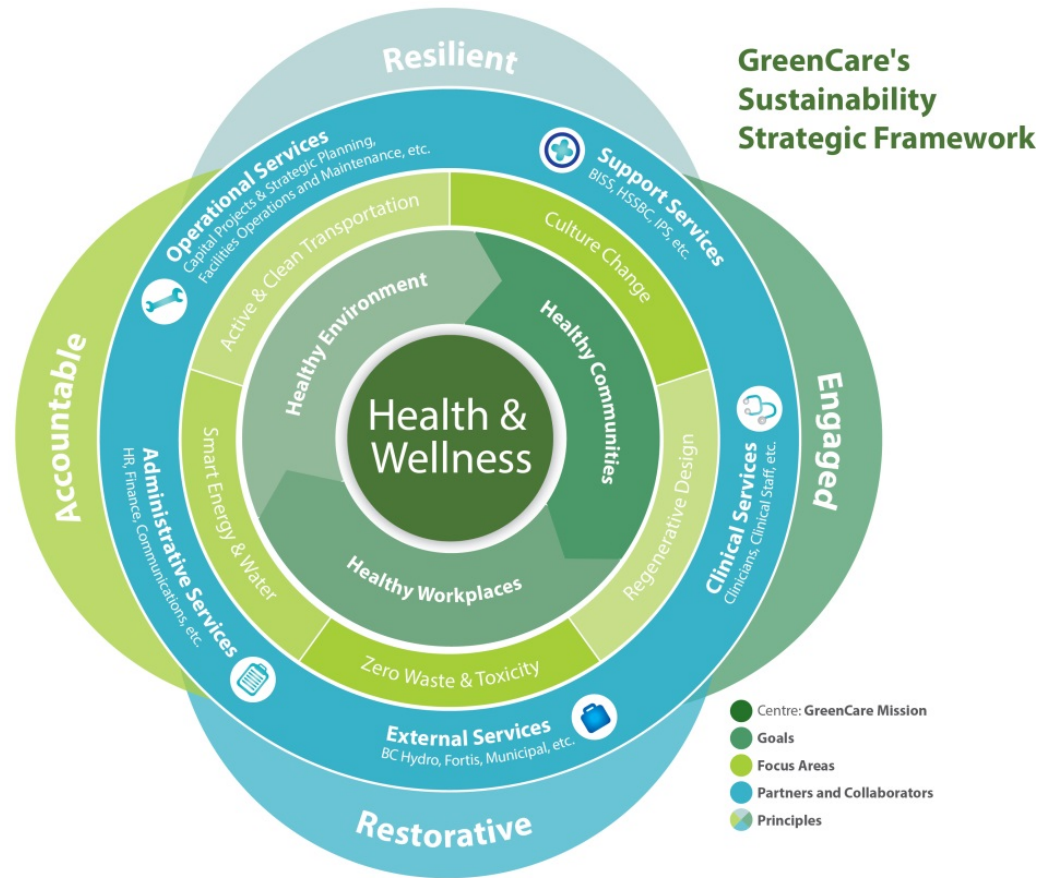 GreenCare's
Sustainability
Strategic Framework
Resilient
Engaged
Restorative
Accountable
Operational Services
Capital Projects & Strategic Planning,
Facilities Operations and Maintenance, etc.
Support Services
BISS, HSSBC, IPS, etc.
Clinical Services
Clinicians, Clinical Staff, etc.
External Services
BC Hydro, Fortis, Municipal, etc.
Administrative Services
HR, Finance, Communications, etc.
Active & Clean Transportation
Culture Change
Regenerative Design
Zero Waste & Toxicity
Smart Energy & Water
Healthy Environment
Healthy Communities
Healthy Workplaces
Health &
Wellness
Centre: GreenCare Mission
Goals
Focus Areas
Partners and Collaborators
Principles